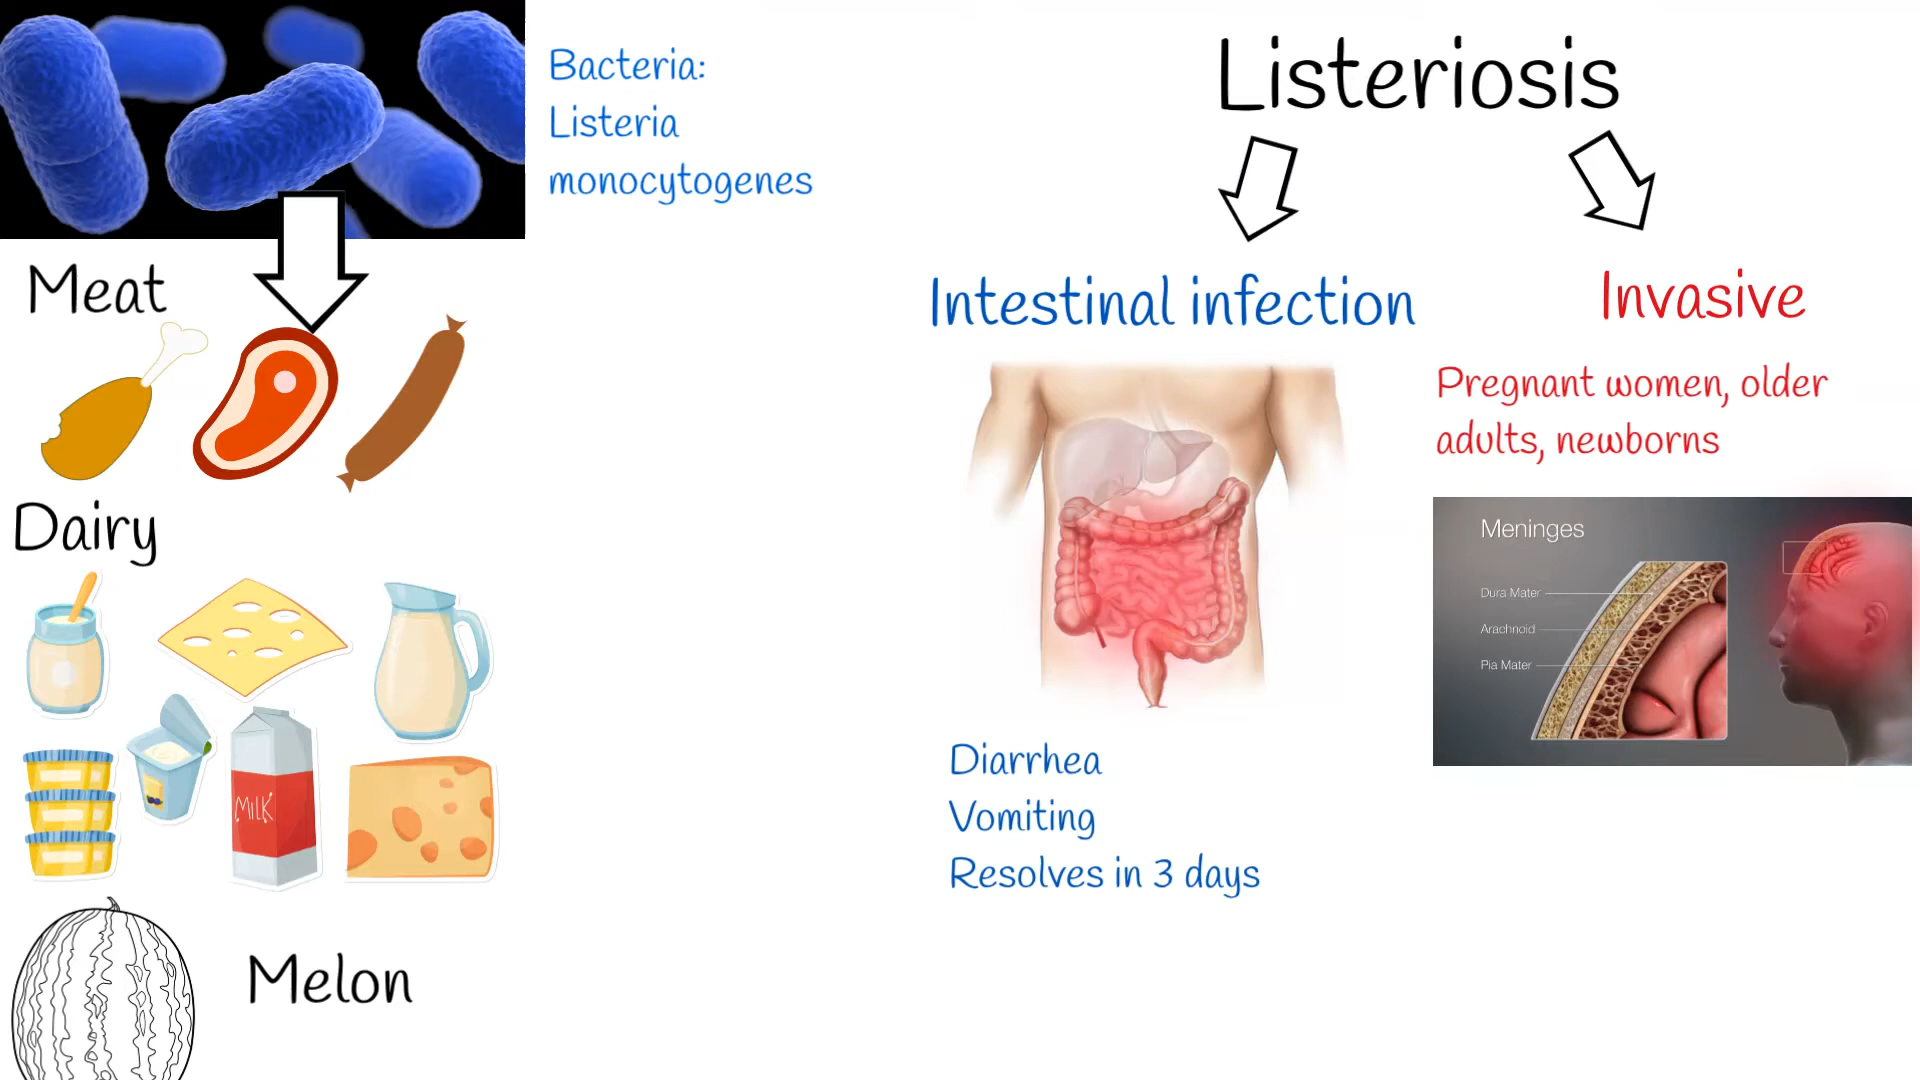 Bacteria:
Listeria
monocytogenes
Meat
Dairy
MILK
Melon
Listeriosis
Intestinal infection
Diarrhea
Vomiting
Resolves in 3 days
Invasive
Pregnant women, older
adults, newborns
Meninges
Dura Mater
Arachnoid
Pia Mater